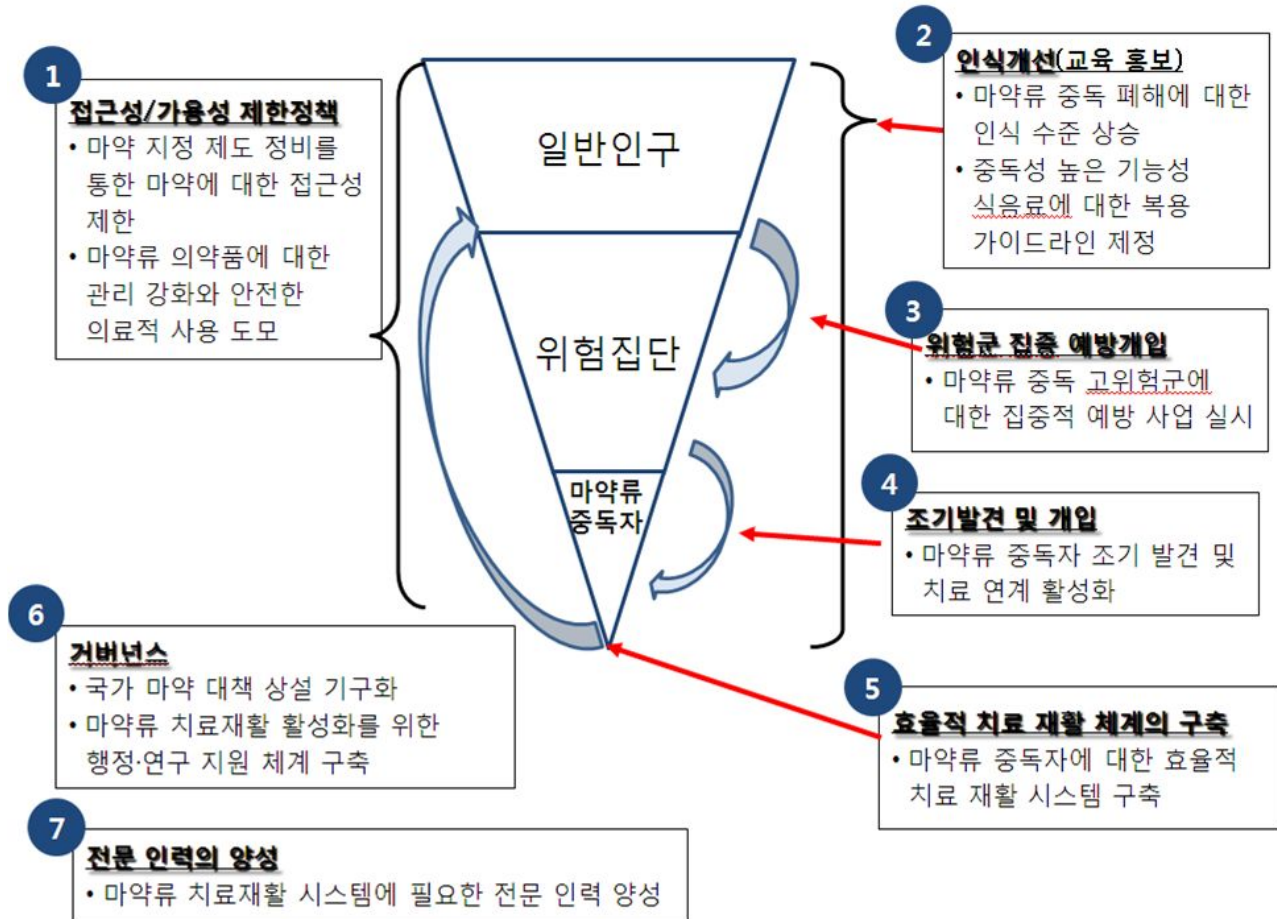 1
접근성/가용성 제한정책
• 마약 지정 제도 정비를
통한 마약에 대한 접근성
제한
• 마약류 의약품에 대한
관리 강화와 안전한
의료적 사용 도모
일반인구
위험집단
마약류
중독자
2
인식개선(교육 홍보)
• 마약류 중독 폐해에 대한
인식 수준 상승
• 중독성 높은 기능성
식음료에 대한 복용
가이드라인 제정
3
위험군 집중 예방개입
• 마약류 중독 고위험군에
대한 집중적 예방 사업 실시
4
조기발견 및 개입
• 마약류 중독자 조기 발견 및
치료 연계 활성화
5
효율적 치료 재활 체계의 구축
• 마약류 중독자에 대한 효율적
치료 재활 시스템 구축
6
거버넌스
• 국가 마약 대책 상설 기구화
• 마약류 치료재활 활성화를 위한
행정·연구 지원 체계 구축
7
전문 인력의 양성
• 마약류 치료재활 시스템에 필요한 전문 인력 양성